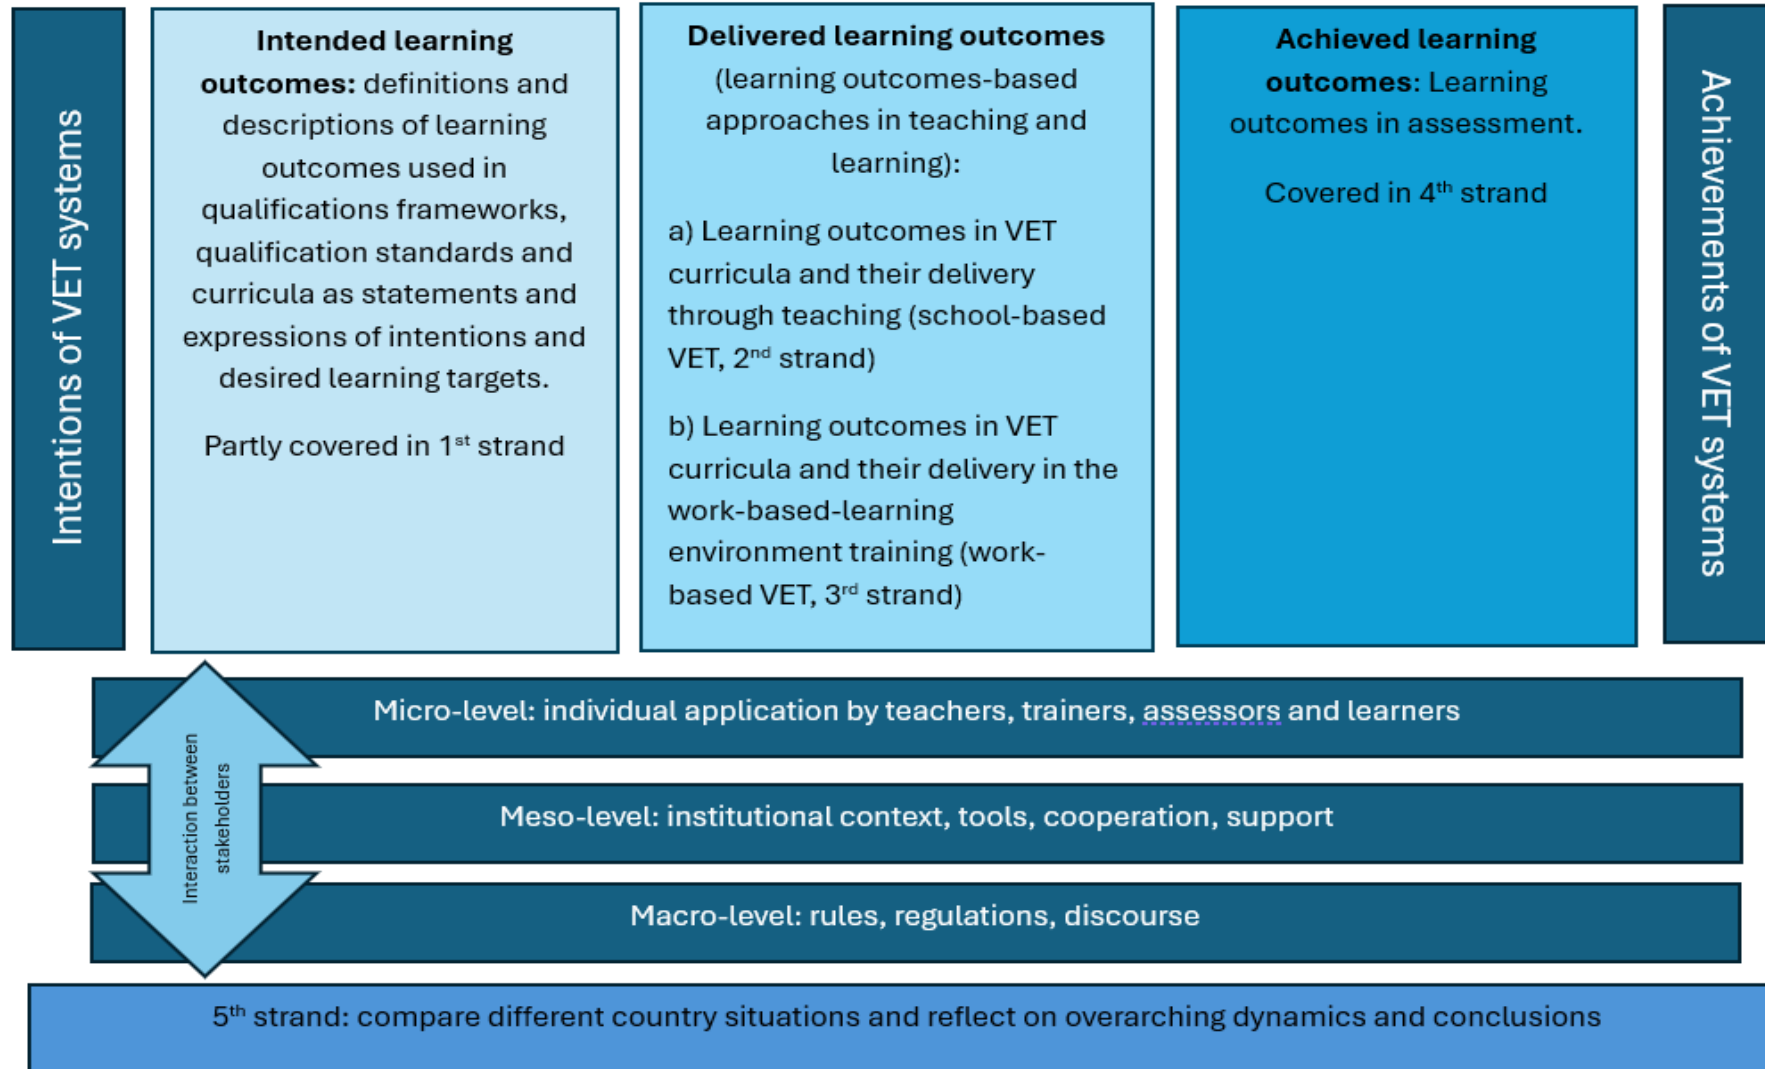 Intentions of VET systems
Intended learning
outcomes: definitions and
descriptions of learning
outcomes used in
qualifications frameworks,
qualification standards and
curricula as statements and
expressions of intentions and
desired learning targets.
Partly covered in 1st strand
Delivered learning outcomes
(learning outcomes-based
approaches in teaching and
learning):
a) Learning outcomes in VET
curricula and their delivery
through teaching (school-based
VET, 2nd strand)
b) Learning outcomes in VET
curricula and their delivery in the
work-based-learning
environment training (work-
based VET, 3rd strand)
Achieved learning
outcomes: Learning
outcomes in assessment.
Covered in 4th strand
Achievements of VET systems
Interaction between
stakeholders
Micro-level: individual application by teachers, trainers, assessors and learners
Meso-level: institutional context, tools, cooperation, support
Macro-level: rules, regulations, discourse
5th strand: compare different country situations and reflect on overarching dynamics and conclusions